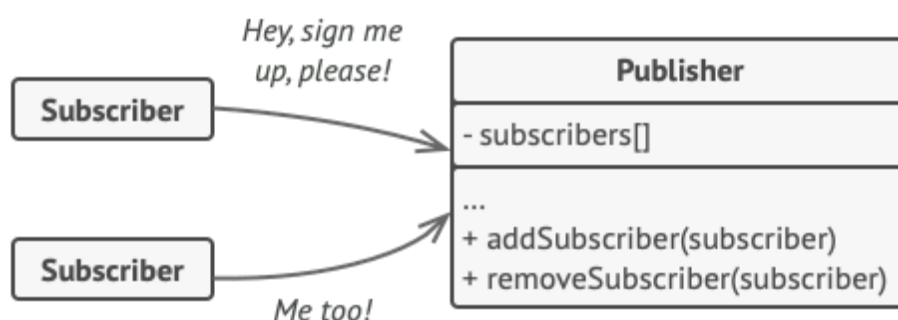 Hey, sign me
up, please!
Subscriber
Publisher
- subscribers[]
...
+ addSubscriber(subscriber)
+ removeSubscriber(subscriber)
Subscriber
Me too!